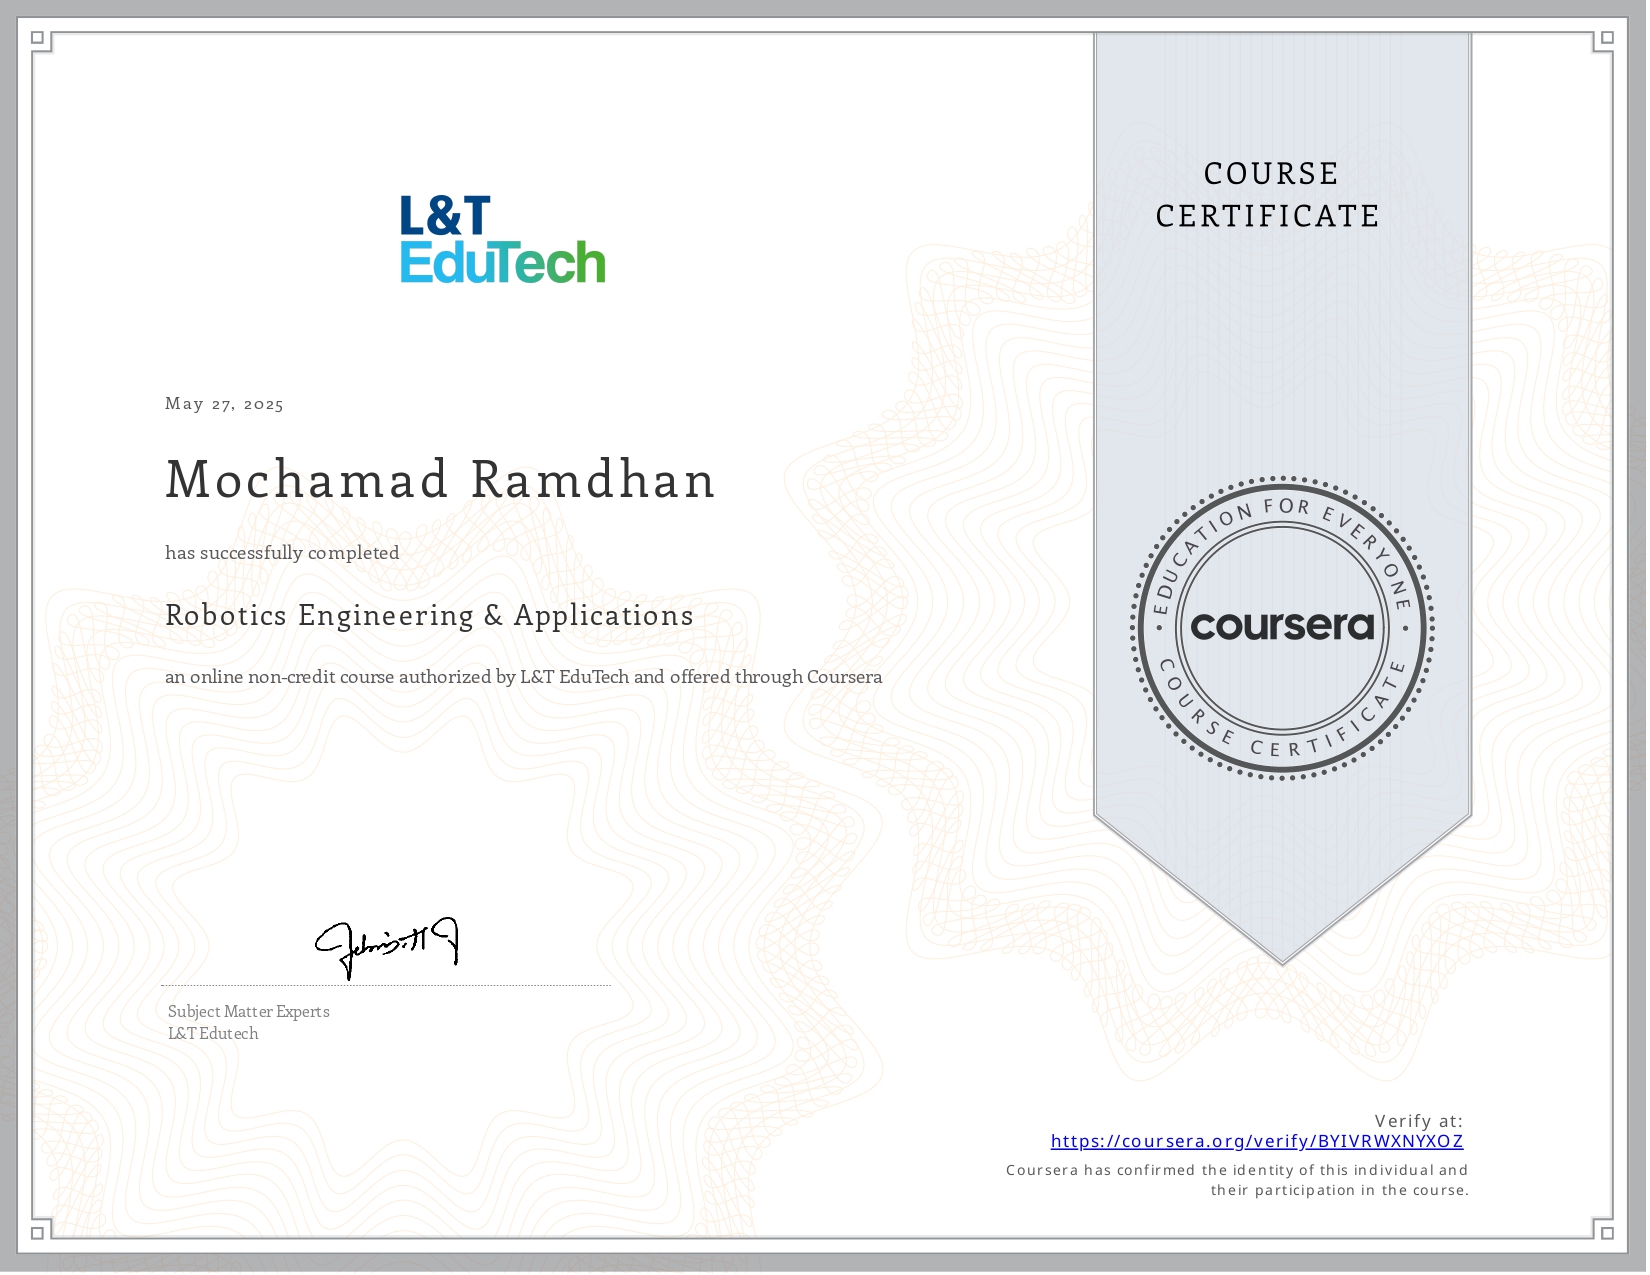 L&T
EduTech
COURSE
CERTIFICATE
May 27, 2025
Mochamad Ramdhan
has successfully completed
Robotics Engineering & Applications
an online non-credit course authorized by L&T EduTech and offered through Coursera
EDUCATION FOR EVERYONE
coursera
COURSE CERTIFICATE
Subject Matter Experts
L&T Edutech
Verify at:
https://coursera.org/verify/BYIVRWXNYXOZ
Coursera has confirmed the identity of this individual and
their participation in the course.